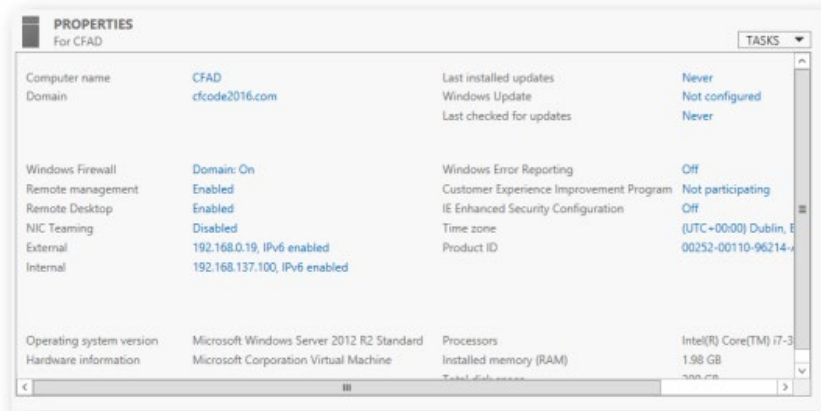 PROPERTIES
For CFAD
TASKS
Computer name CFAD Last installed updates Never
Domain cfcode2016.com Windows Update Not configured
Last checked for updates Never
Windows Firewall Domain: On Windows Error Reporting Off
Remote management Enabled Customer Experience Improvement Program Not participating
Remote Desktop Enabled IE Enhanced Security Configuration Off
NIC Teaming Disabled Time zone (UTC+00:00) Dublin, E
External 192.168.0.19, IPv6 enabled Product ID 00252-00110-96214-A
Internal 192.168.137.100, IPv6 enabled
Operating system version Microsoft Windows Server 2012 R2 Standard Processors Intel(R) Core(TM) i7-3
Hardware information Microsoft Corporation Virtual Machine Installed memory (RAM) 1.98 GB
Total disk space